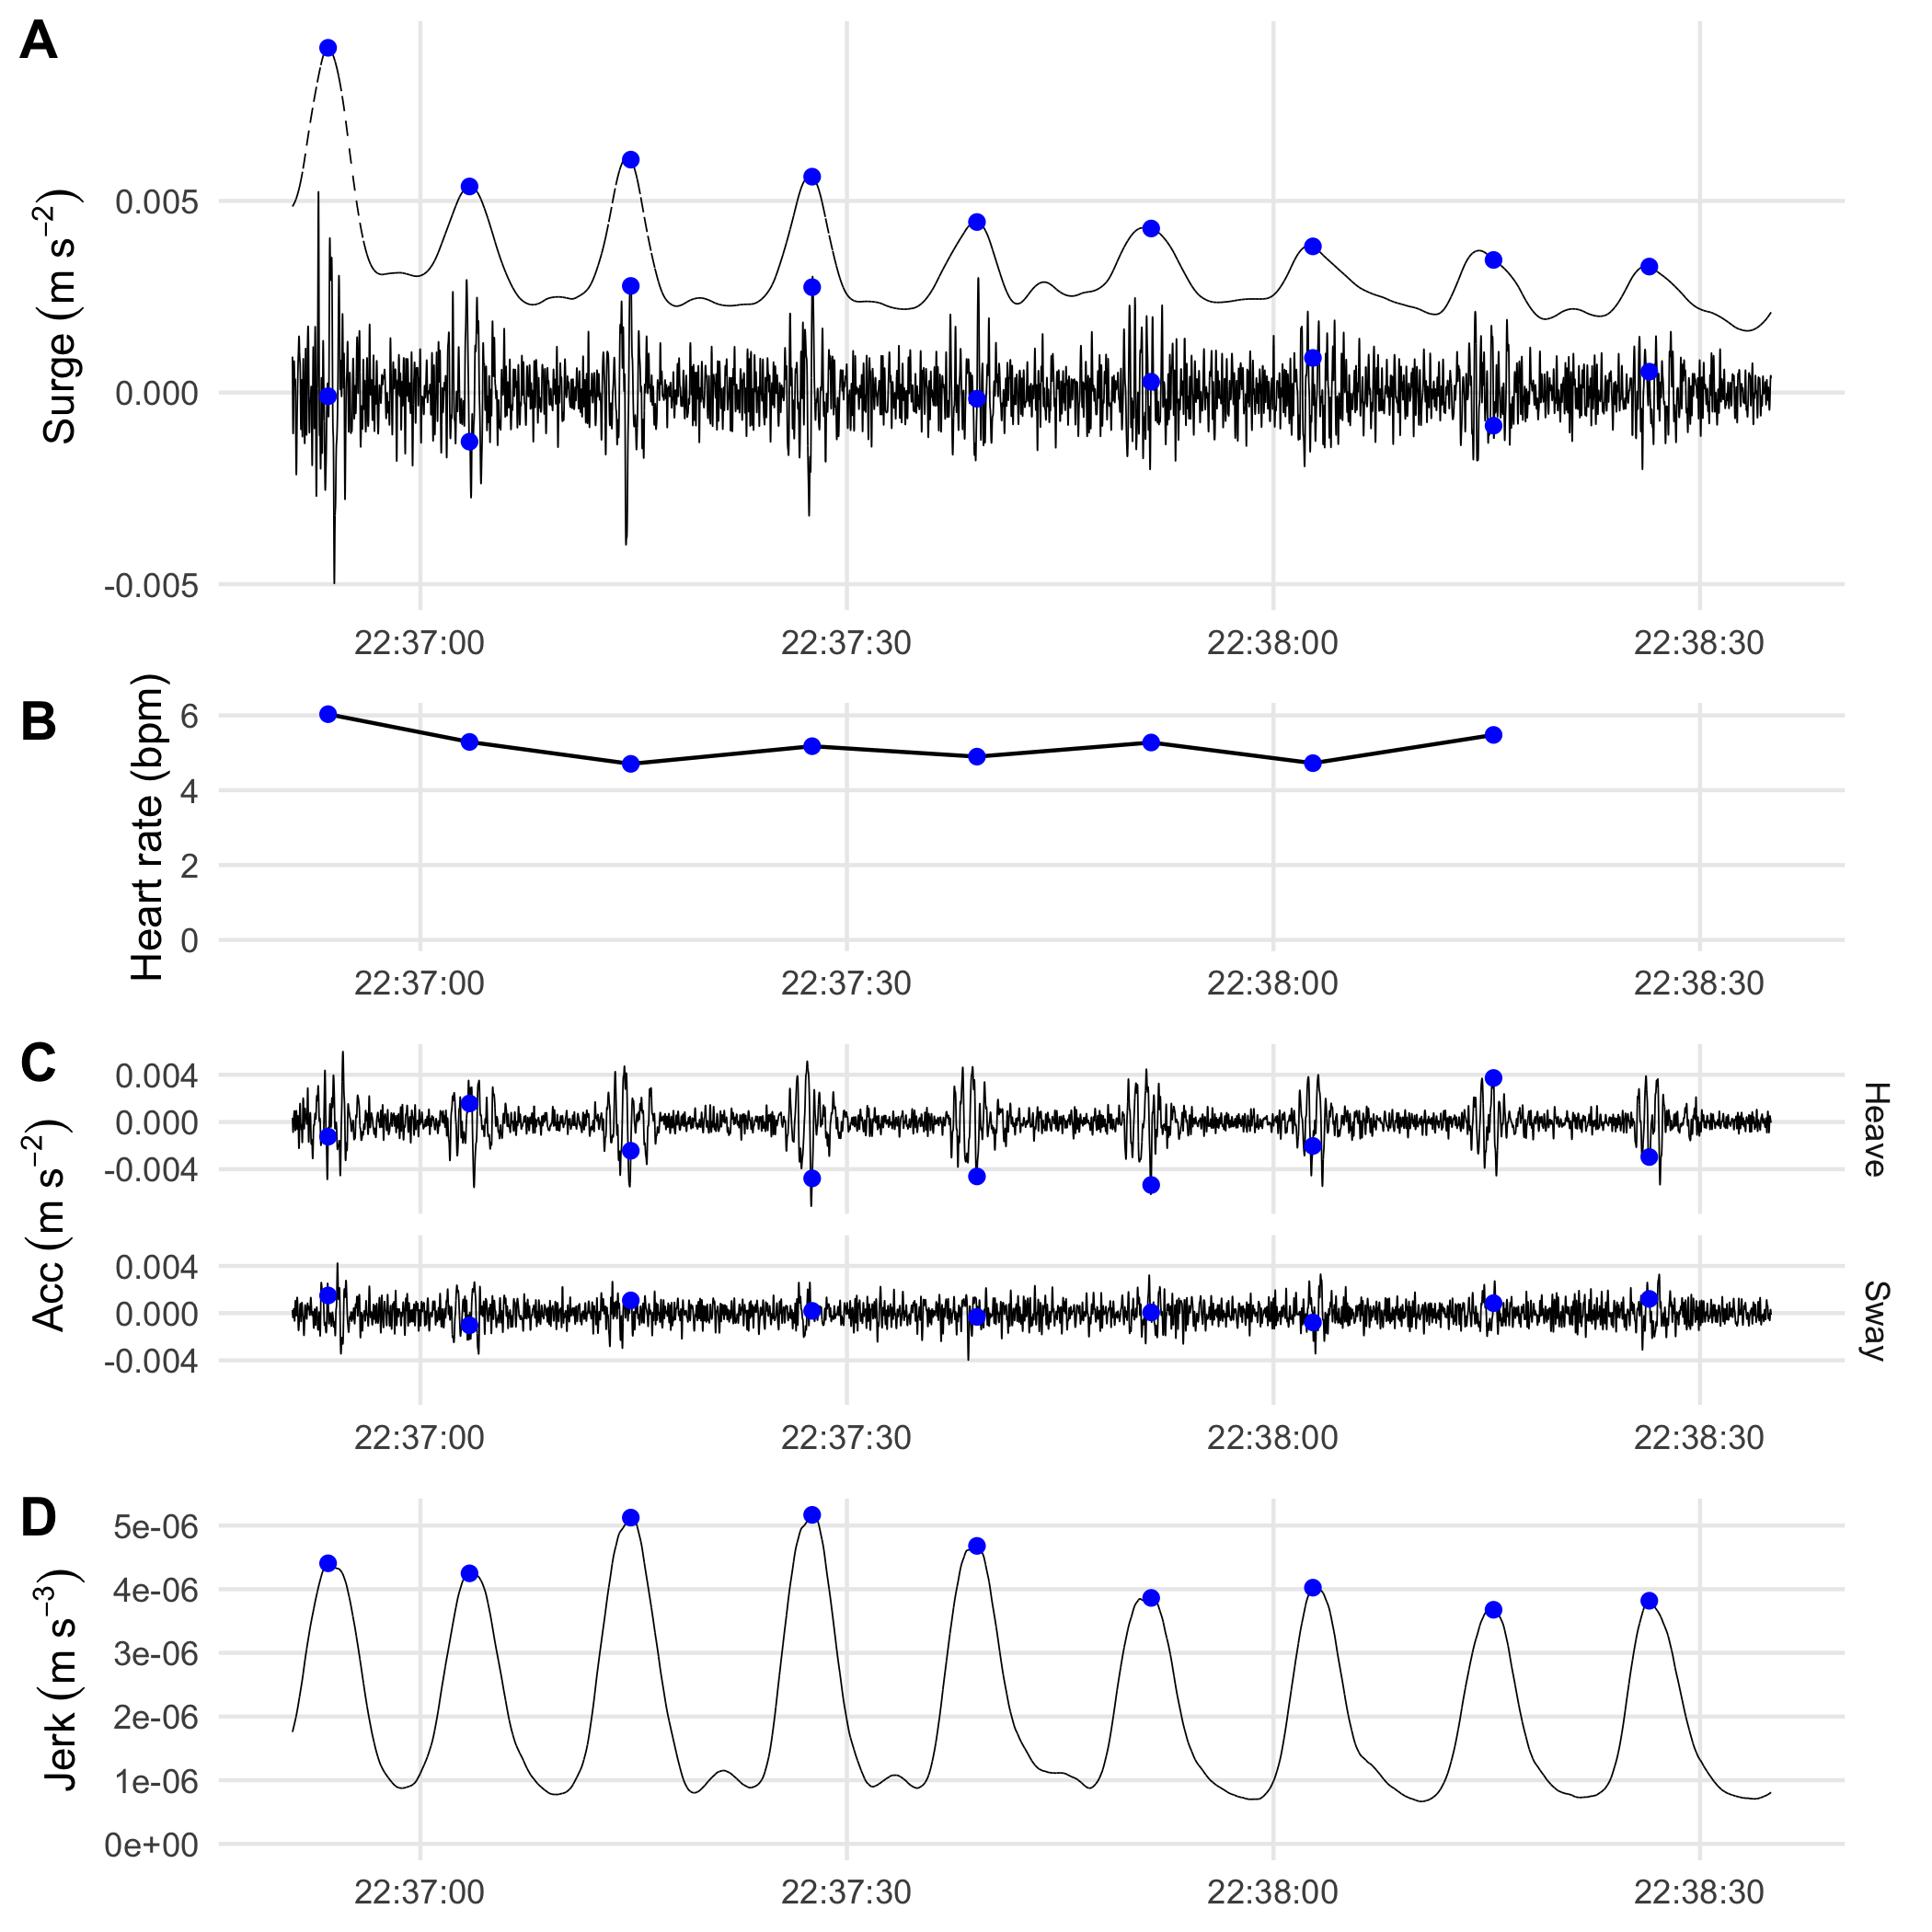 A
Surge (m s−2)
0.005
0.000
-0.005
22:37:00 22:37:30 22:38:00 22:38:30
B
Heart rate (bpm)
6
4
2
0
22:37:00 22:37:30 22:38:00 22:38:30
C
Acc (m s−2)
0.004
0.000
-0.004
Heave
0.004
0.000
-0.004
Sway
22:37:00 22:37:30 22:38:00 22:38:30
D
Jerk (m s−3)
5e-06
4e-06
3e-06
2e-06
1e-06
0e+00
22:37:00 22:37:30 22:38:00 22:38:30